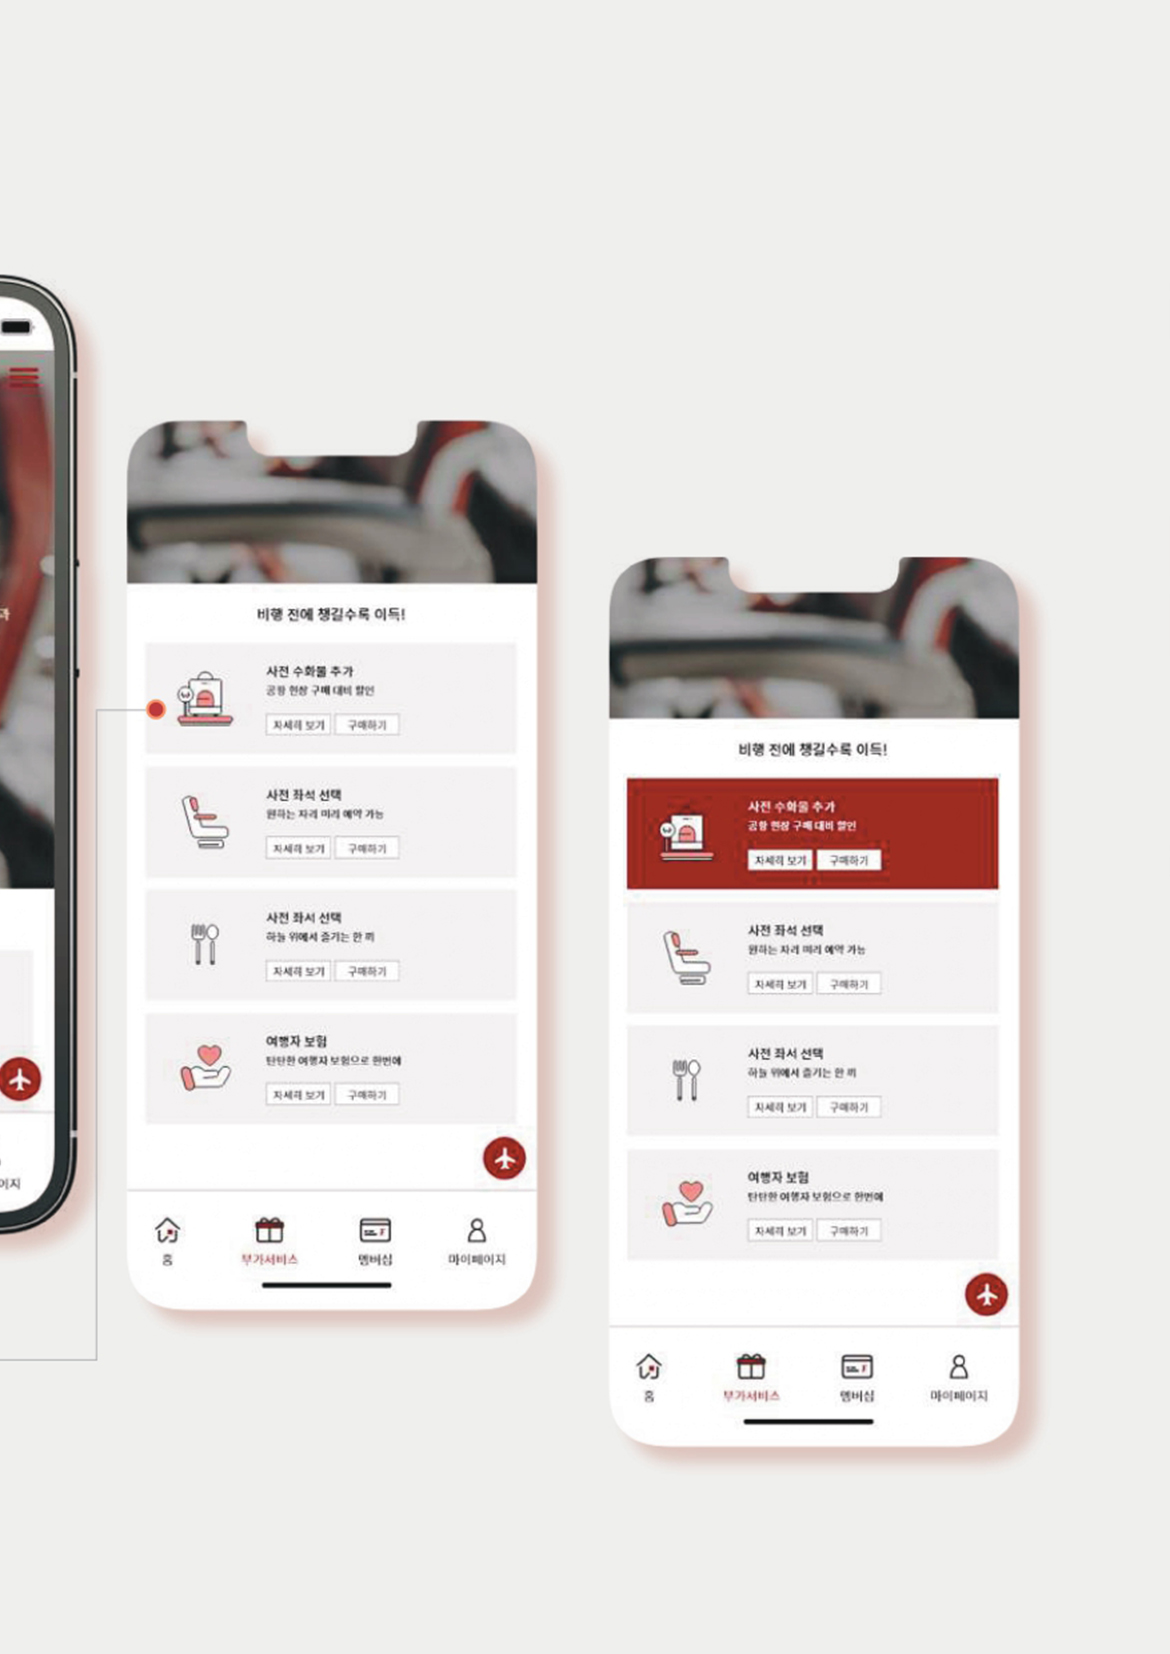 과
이지
비행 전에 챙길수록 이득!
사전 수화물 추가
공항 현장 구매 대비 할인
자세히 보기 구매하기
사전 좌석 선택
원하는 자리 미리 예약 가능
자세히 보기 구매하기
사전 좌서 선택
하늘 위에서 즐기는 한 끼
자세히 보기 구매하기
여행자 보험
탄탄한 여행자 보험으로 한번에
자세히 보기 구매하기
홈 부가서비스 멤버십 마이페이지
비행 전에 챙길수록 이득!
사전 수화물 추가
공항 현장 구매 대비 할인
자세히 보기 구매하기
사전 좌석 선택
원하는 자리 미리 예약 가능
자세히 보기 구매하기
사전 좌서 선택
하늘 위에서 즐기는 한 끼
자세히 보기 구매하기
여행자 보험
탄탄한 여행자 보험으로 한번에
자세히 보기 구매하기
홈 부가서비스 멤버십 마이페이지